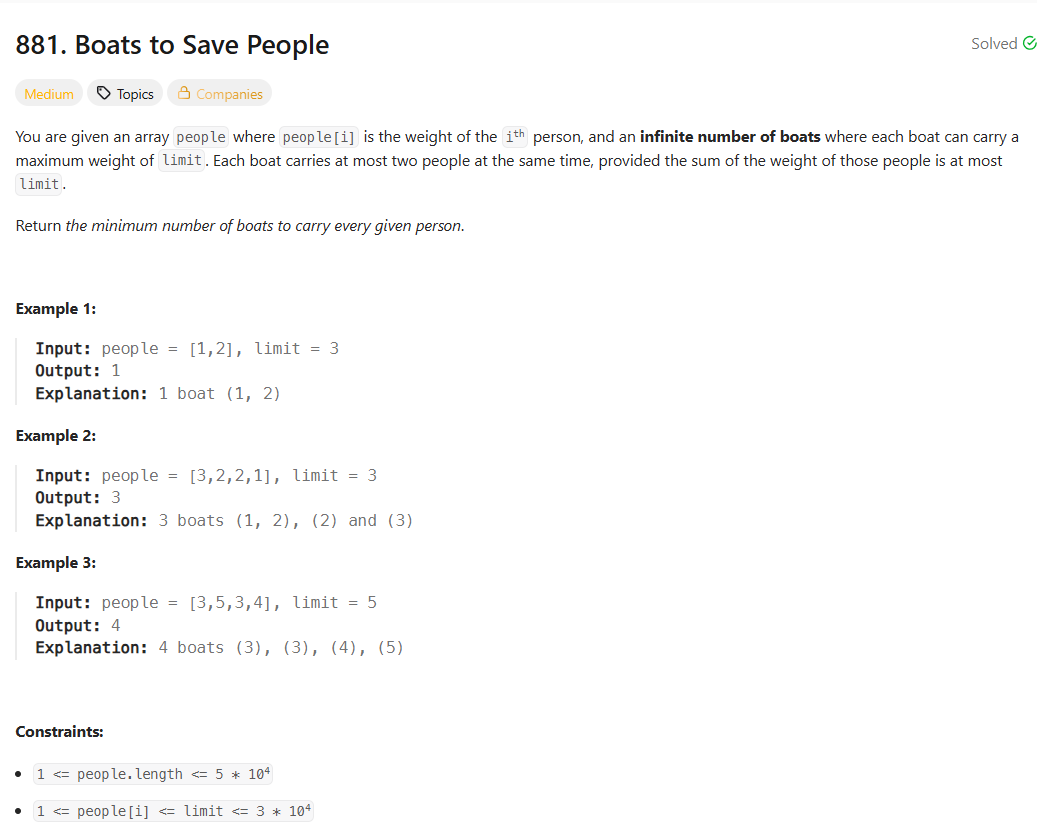 881. Boats to Save People
Solved
Medium Topics Companies
You are given an array people where people[i] is the weight of the ith person, and an infinite number of boats where each boat can carry a
maximum weight of limit. Each boat carries at most two people at the same time, provided the sum of the weight of those people is at most
limit.
Return the minimum number of boats to carry every given person.
Example 1:
Input: people = [1,2], limit = 3
Output: 1
Explanation: 1 boat (1, 2)
Example 2:
Input: people = [3,2,2,1], limit = 3
Output: 3
Explanation: 3 boats (1, 2), (2) and (3)
Example 3:
Input: people = [3,5,3,4], limit = 5
Output: 4
Explanation: 4 boats (3), (3), (4), (5)
Constraints:
• 1 <= people.length <= 5 * 10⁴
• 1 <= people[i] <= limit <= 3 * 10⁴